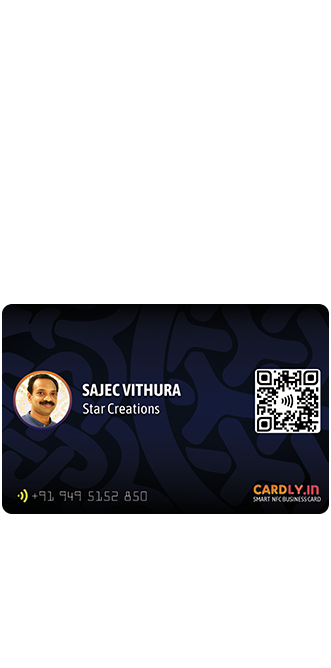 SAJEC VITHURA
Star Creations
+91 949 5152 850
CARDLY.IN
SMART NFC BUSINESS CARD